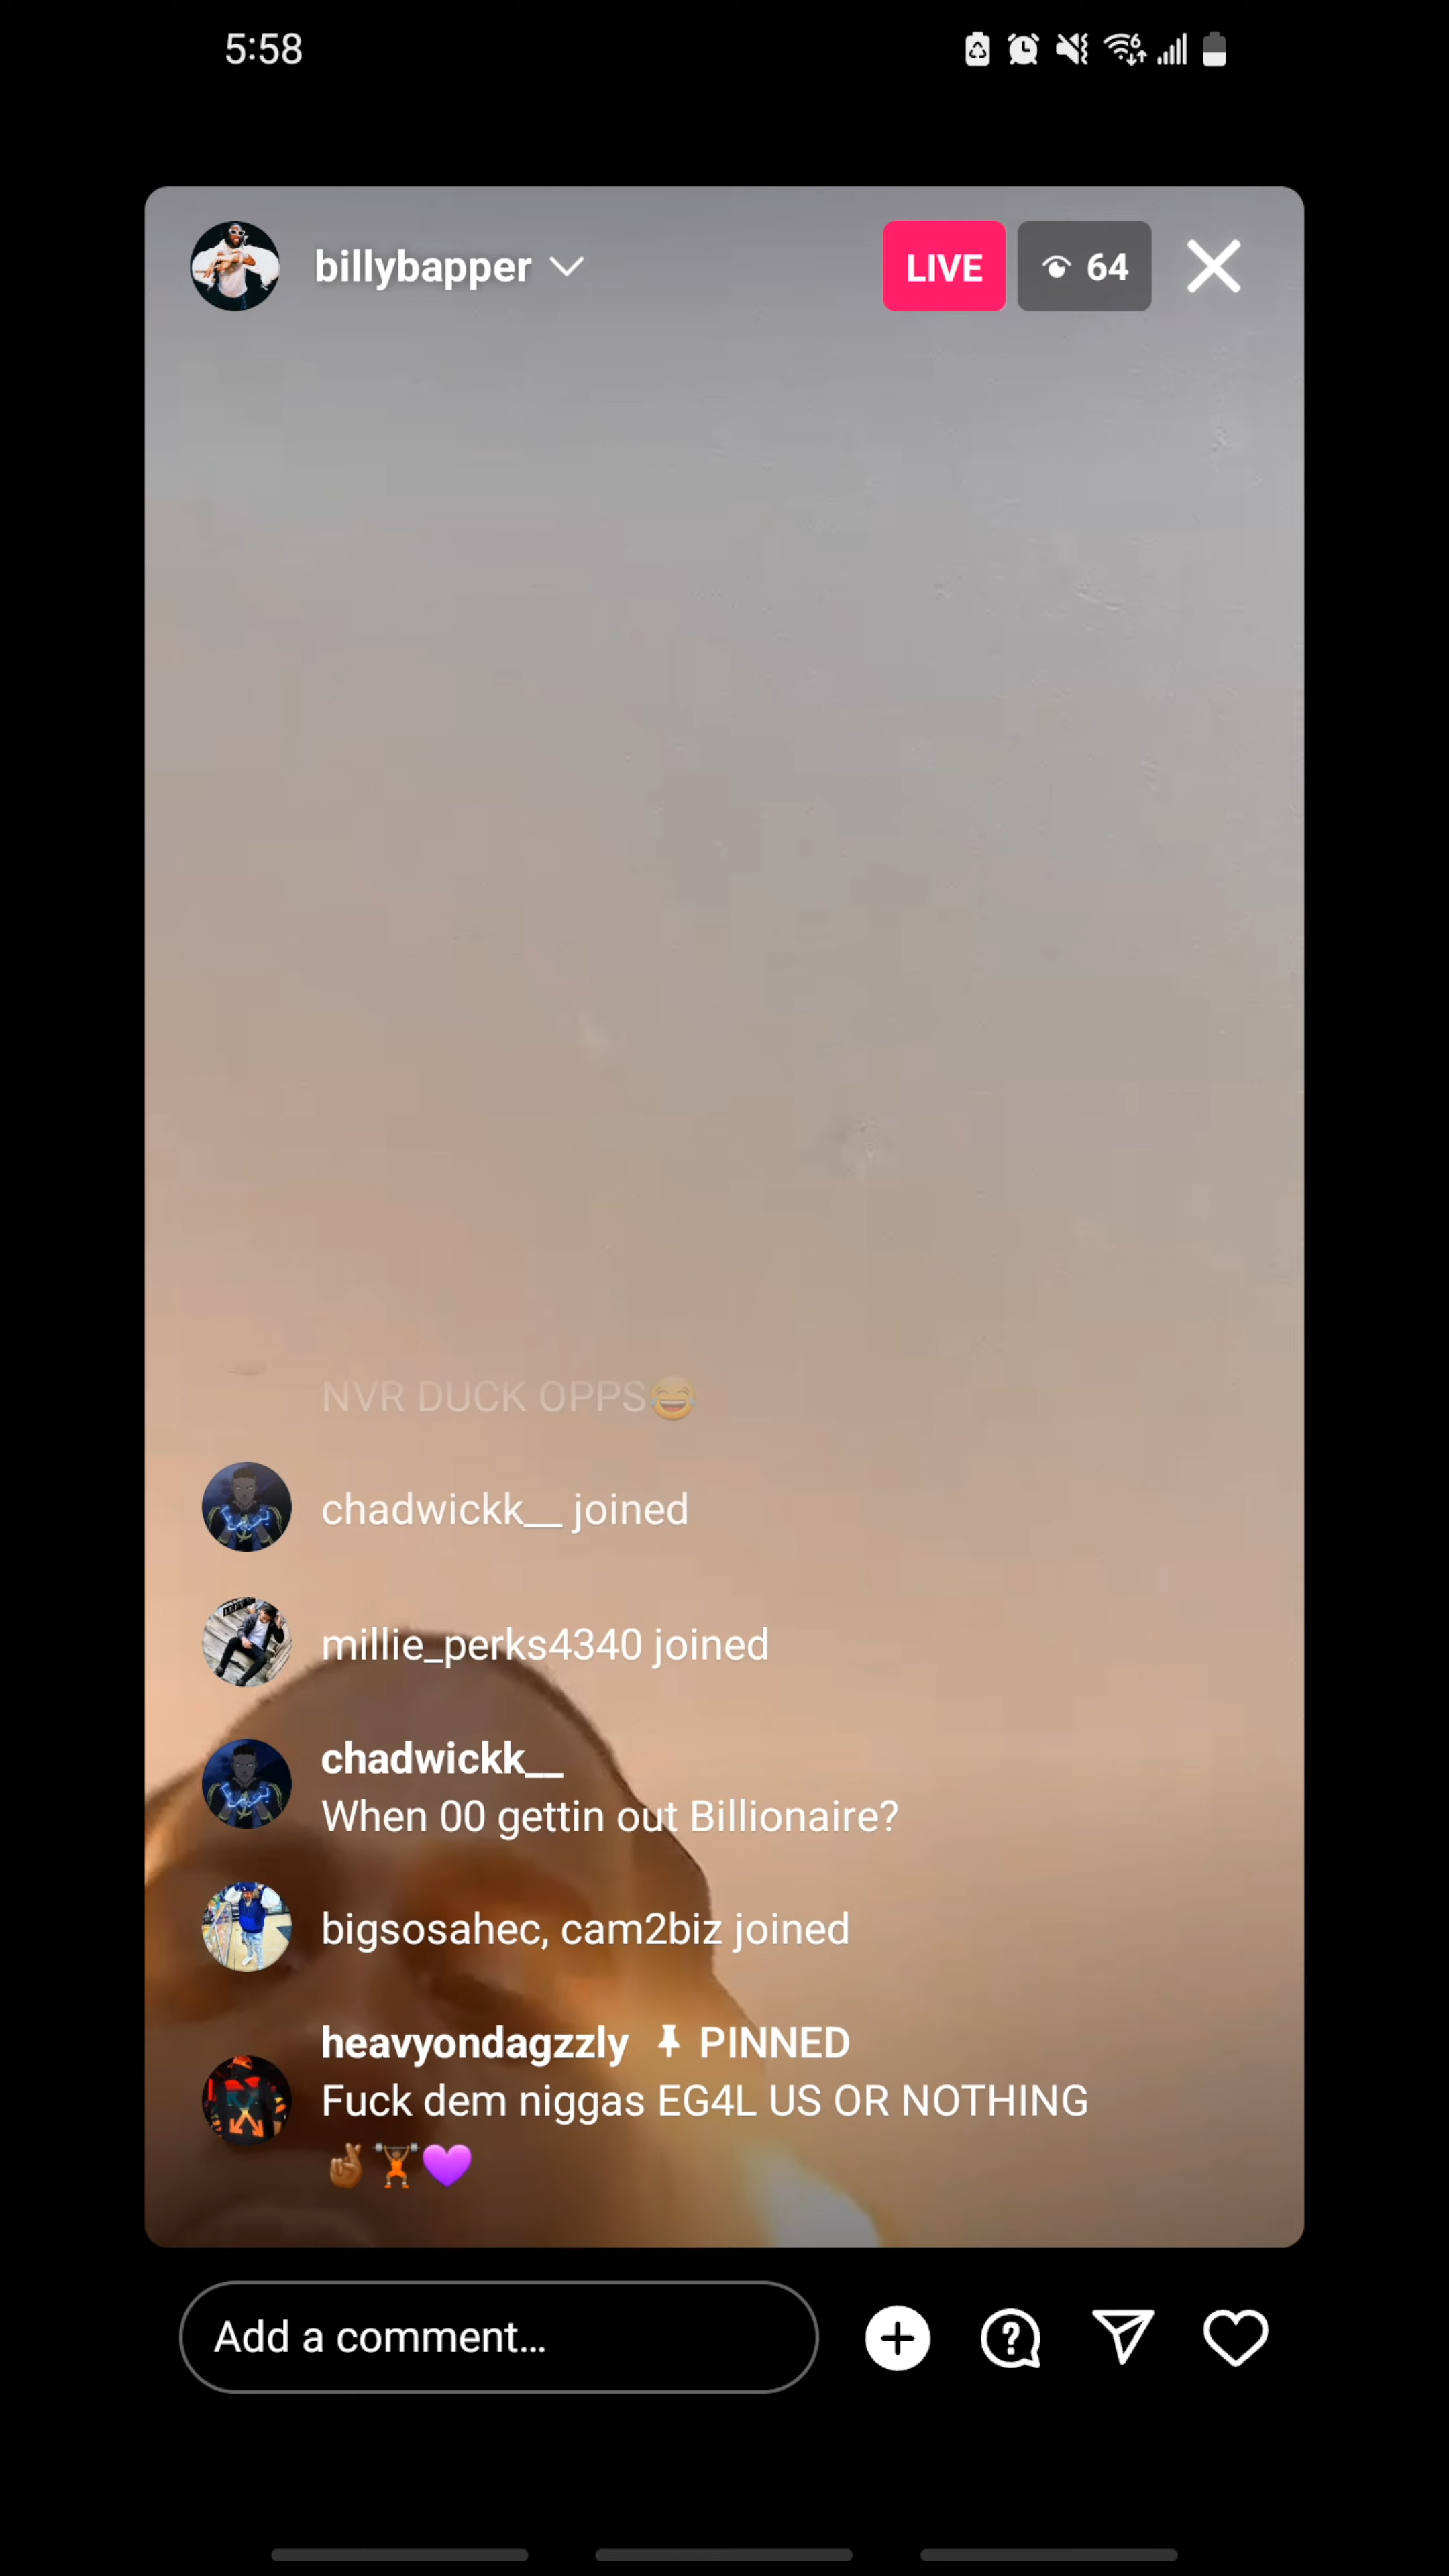 5:58
6
billybapper
LIVE
64
NVR DUCK OPPS😂
chadwickk__ joined
millie_perks4340 joined
chadwickk__
When 00 gettin out Billionaire?
bigsosahec, cam2biz joined
heavyondagzzly PINNED
Fuck dem niggas EG4L US OR NOTHING
🤞🏾🏋🏾💜
Add a comment...